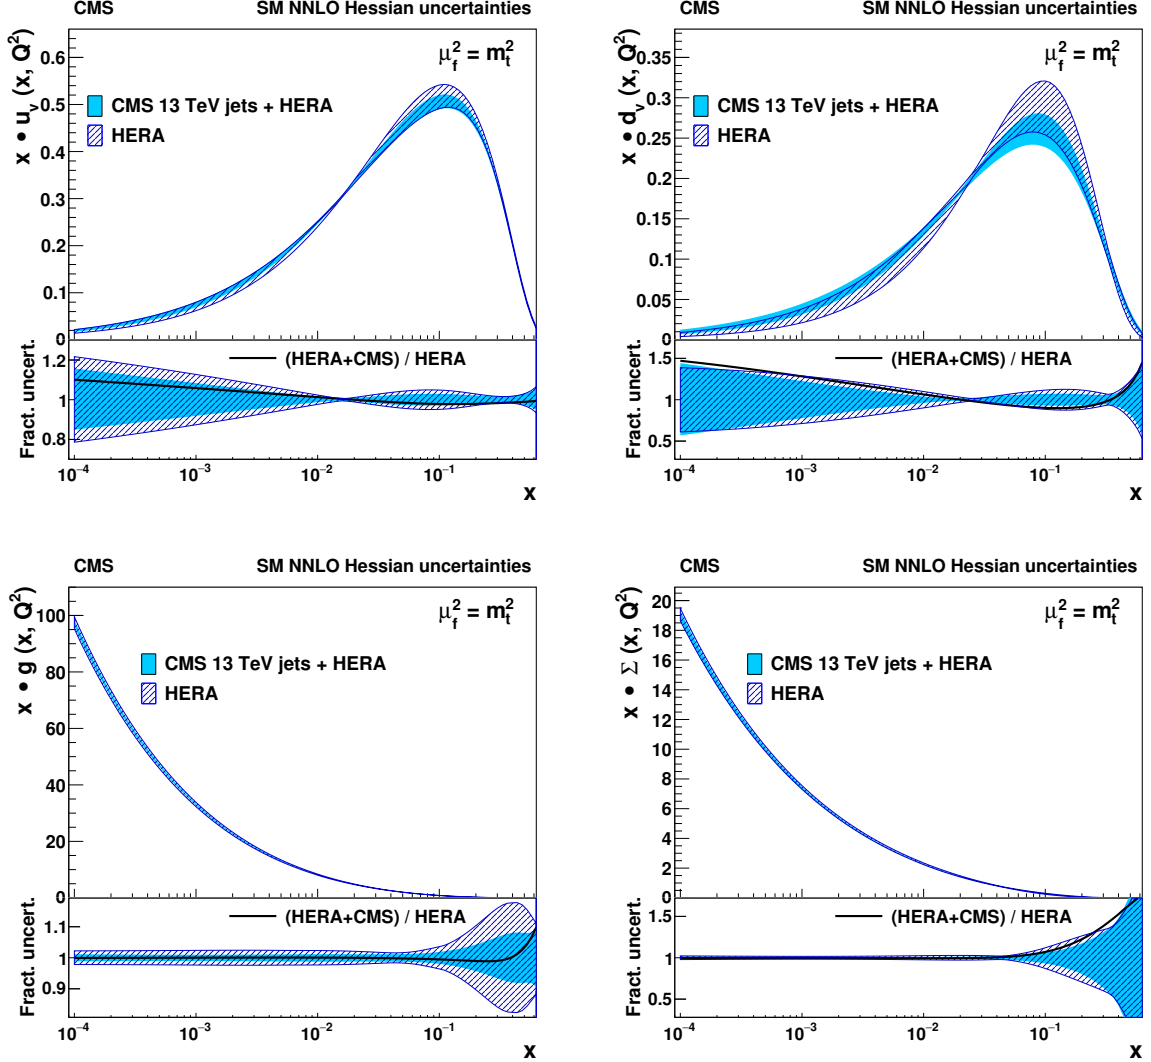 CMS SM NNLO Hessian uncertainties
x • u_v (x, Q²)
μ_f² = m_t²
CMS 13 TeV jets + HERA
HERA
0.6
0.5
0.4
0.3
0.2
0.1
0
Fract. uncert.
(HERA+CMS) / HERA
1.2
1
0.8
10⁻⁴ 10⁻³ 10⁻² 10⁻¹
x
CMS SM NNLO Hessian uncertainties
x • d_v (x, Q²)
μ_f² = m_t²
CMS 13 TeV jets + HERA
HERA
0.35
0.3
0.25
0.2
0.15
0.1
0.05
0
Fract. uncert.
(HERA+CMS) / HERA
1.5
1
0.5
10⁻⁴ 10⁻³ 10⁻² 10⁻¹
x
CMS SM NNLO Hessian uncertainties
x • g (x, Q²)
μ_f² = m_t²
CMS 13 TeV jets + HERA
HERA
100
80
60
40
20
0
Fract. uncert.
(HERA+CMS) / HERA
1.1
1
0.9
10⁻⁴ 10⁻³ 10⁻² 10⁻¹
x
CMS SM NNLO Hessian uncertainties
x • Σ (x, Q²)
μ_f² = m_t²
CMS 13 TeV jets + HERA
HERA
20
18
16
14
12
10
8
6
4
2
0
Fract. uncert.
(HERA+CMS) / HERA
1.5
1
0.5
10⁻⁴ 10⁻³ 10⁻² 10⁻¹
x